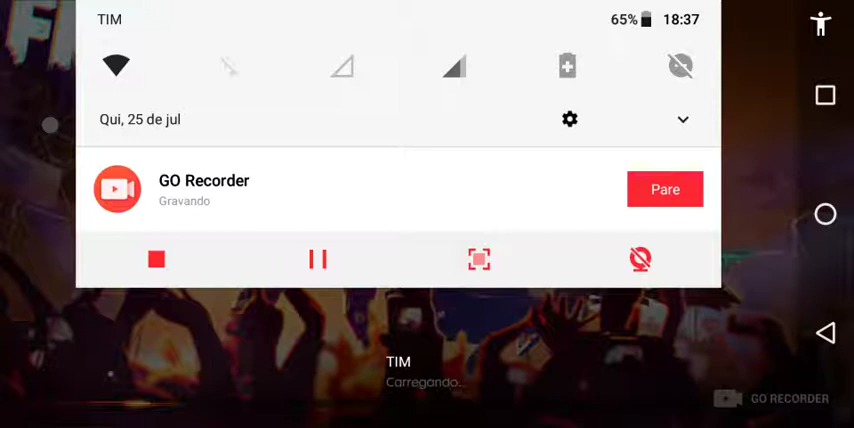 TIM
65% 18:37
Qui, 25 de jul
GO Recorder
Gravando
Pare
TIM
Carregando...
GO RECORDER